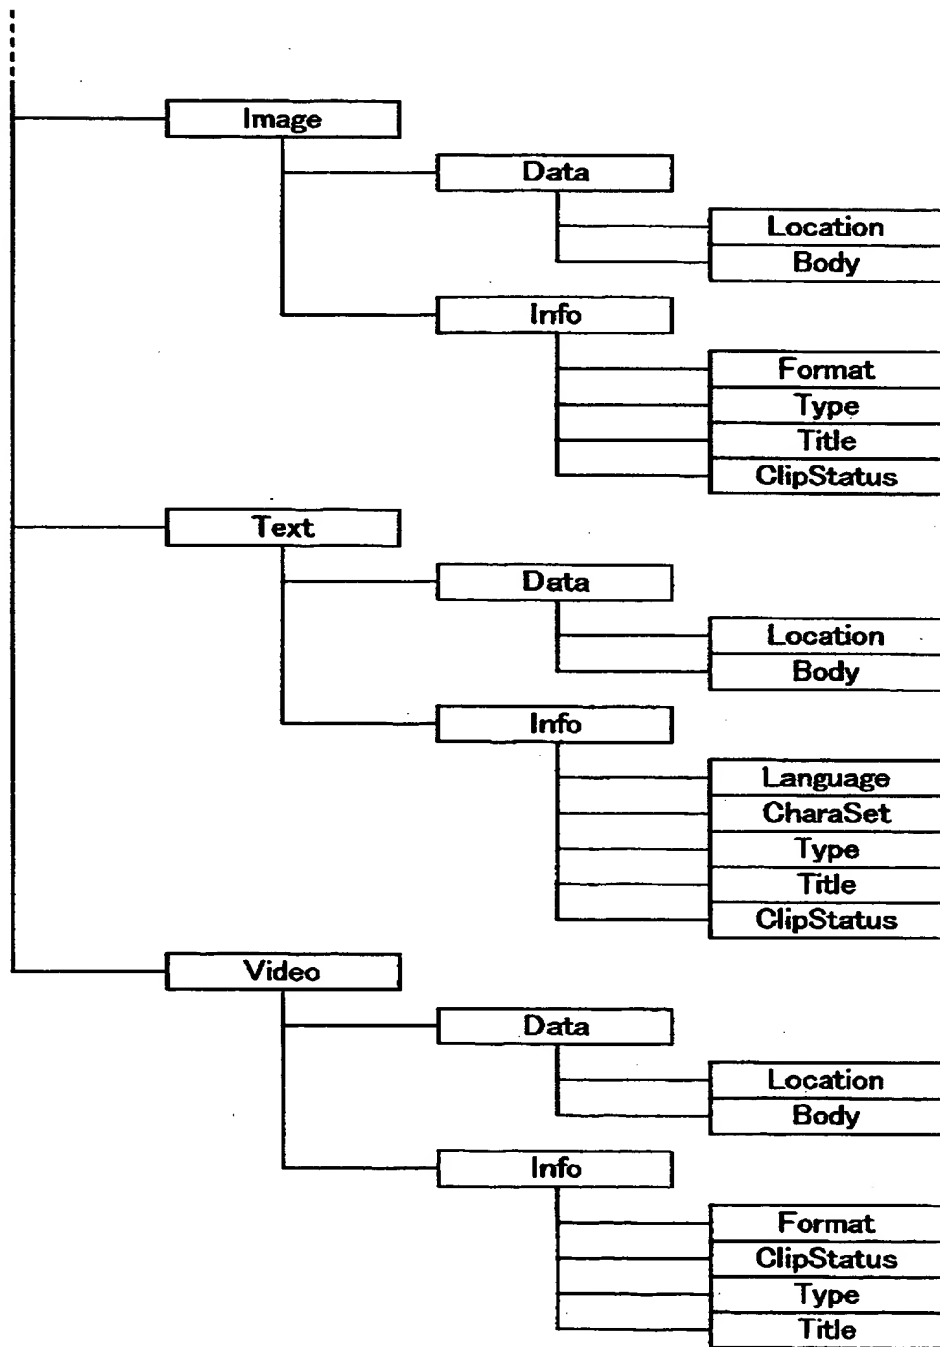 Image
Data
Location
Body
Info
Format
Type
Title
ClipStatus
Text
Data
Location
Body
Info
Language
CharaSet
Type
Title
ClipStatus
Video
Data
Location
Body
Info
Format
ClipStatus
Type
Title